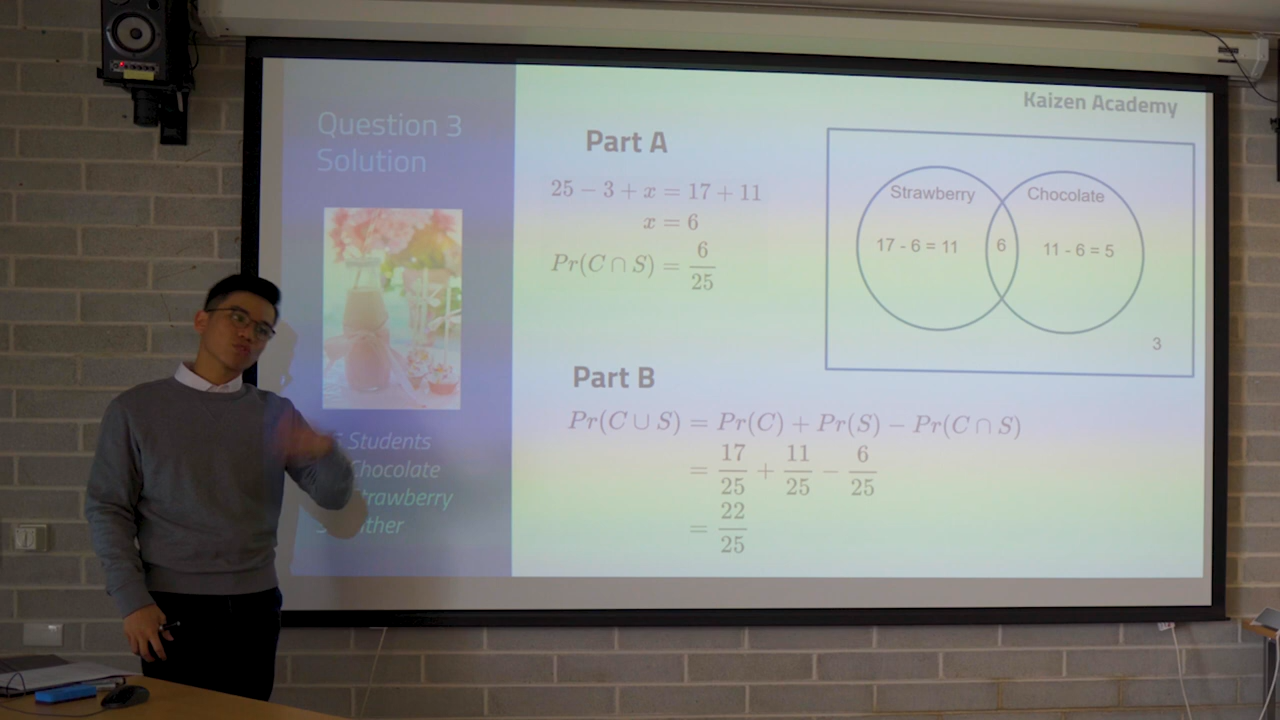 Kaizen Academy
Question 3
Solution
Students
Chocolate
Part A
25 − 3 + x = 17 + 11
x = 6
Pr(C ∩ S) = 6/25
Strawberry
Chocolate
17 - 6 = 11
6
11 - 6 = 5
3
Part B
Pr(C ∪ S) = Pr(C) + Pr(S) − Pr(C ∩ S)
= 17/25 + 11/25 − 6/25
= 22/25